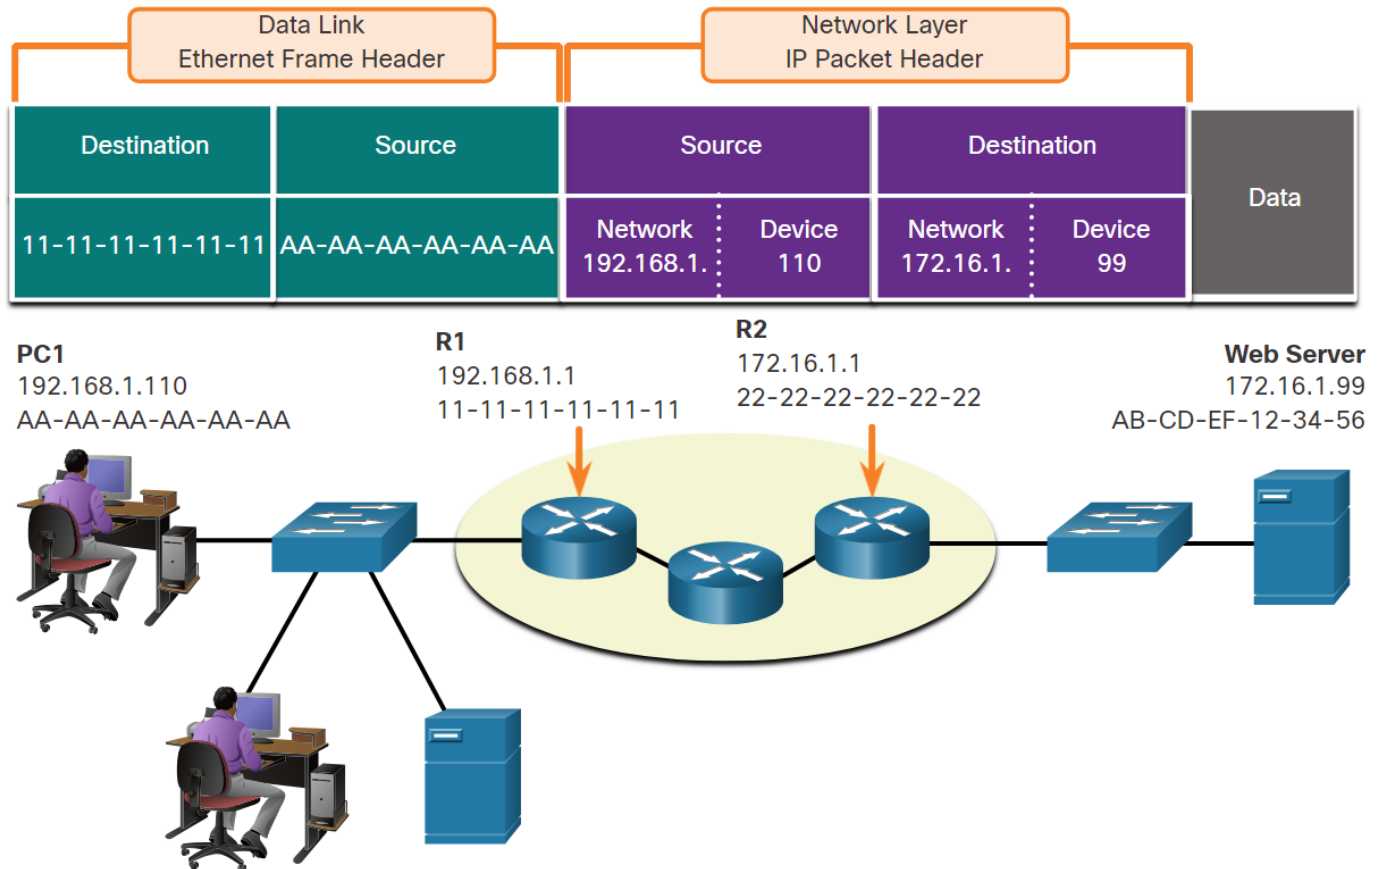 Data Link
Ethernet Frame Header
Network Layer
IP Packet Header
Destination
Source
Source
Destination
Data
11-11-11-11-11-11
AA-AA-AA-AA-AA-AA
Network
192.168.1.
Device
110
Network
172.16.1.
Device
99
PC1
192.168.1.110
AA-AA-AA-AA-AA-AA
R1
192.168.1.1
11-11-11-11-11-11
R2
172.16.1.1
22-22-22-22-22-22
Web Server
172.16.1.99
AB-CD-EF-12-34-56